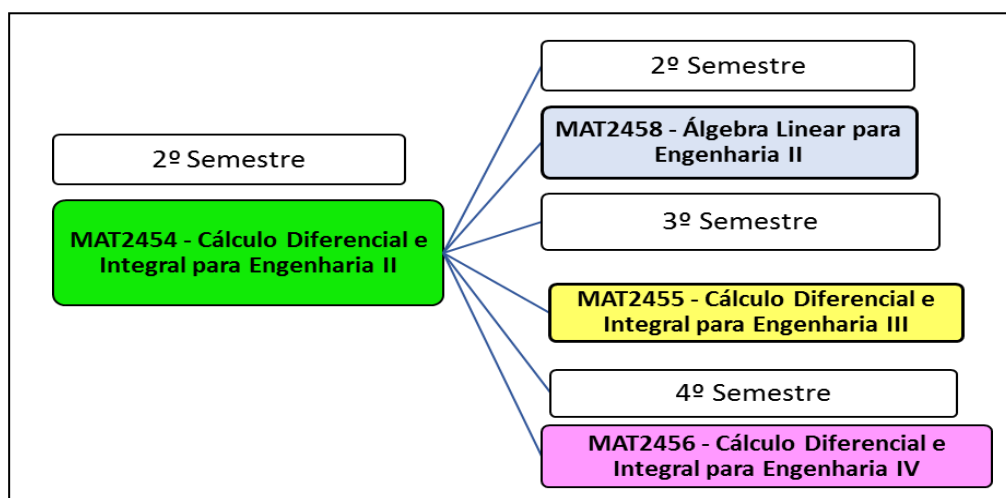 2º Semestre
MAT2454 - Cálculo Diferencial e
Integral para Engenharia II
2º Semestre
MAT2458 - Álgebra Linear para
Engenharia II
3º Semestre
MAT2455 - Cálculo Diferencial e
Integral para Engenharia III
4º Semestre
MAT2456 - Cálculo Diferencial e
Integral para Engenharia IV